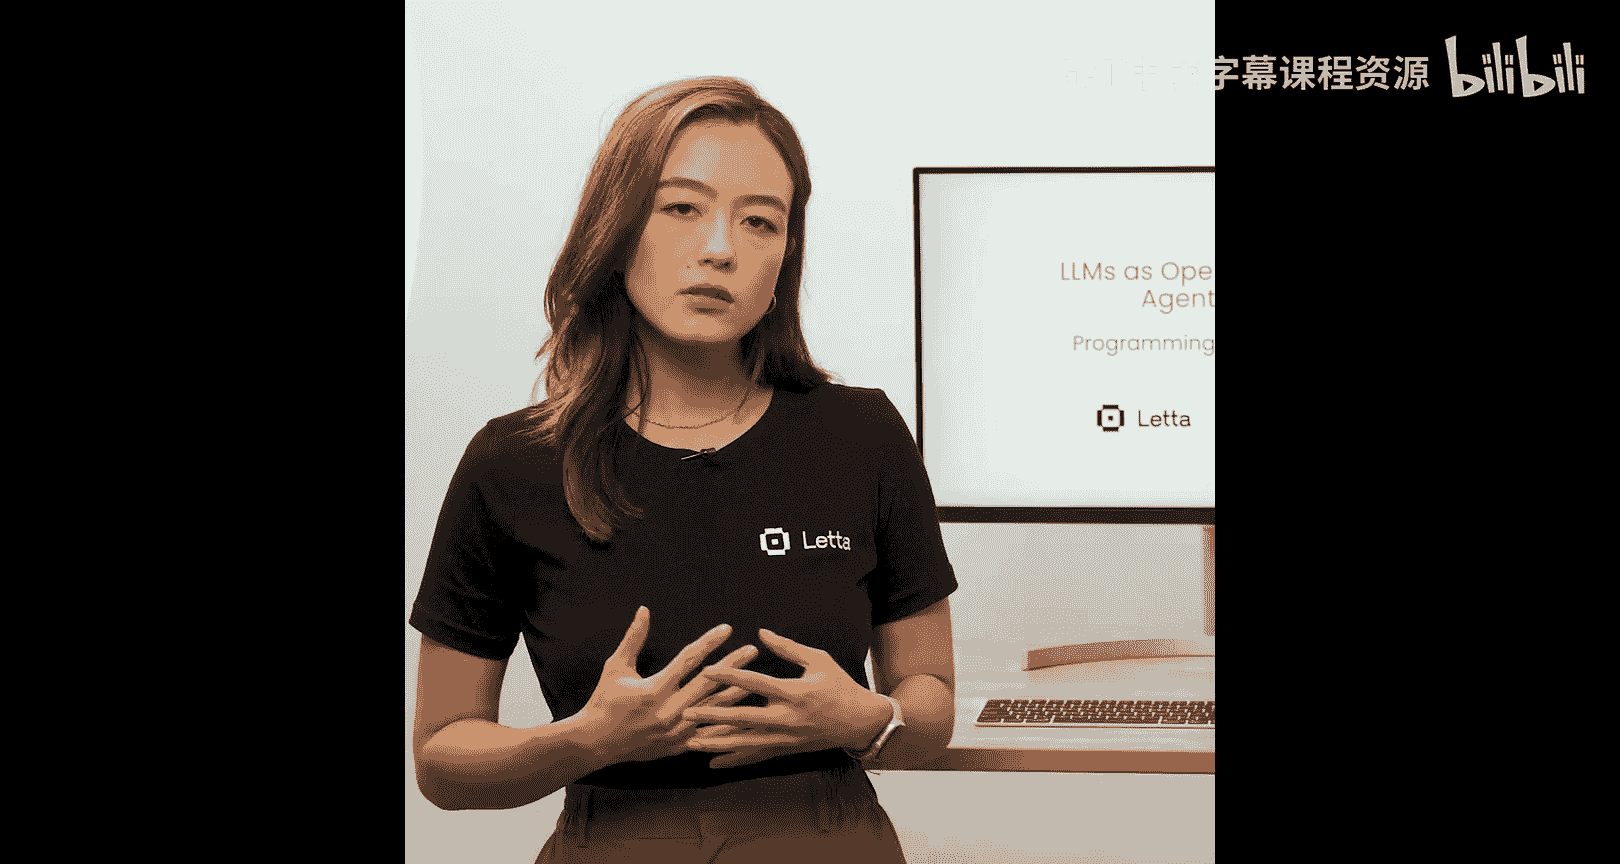 字幕课程资源 bilibili
LLMs as Ope
Agent
Programming
Letta
Letta